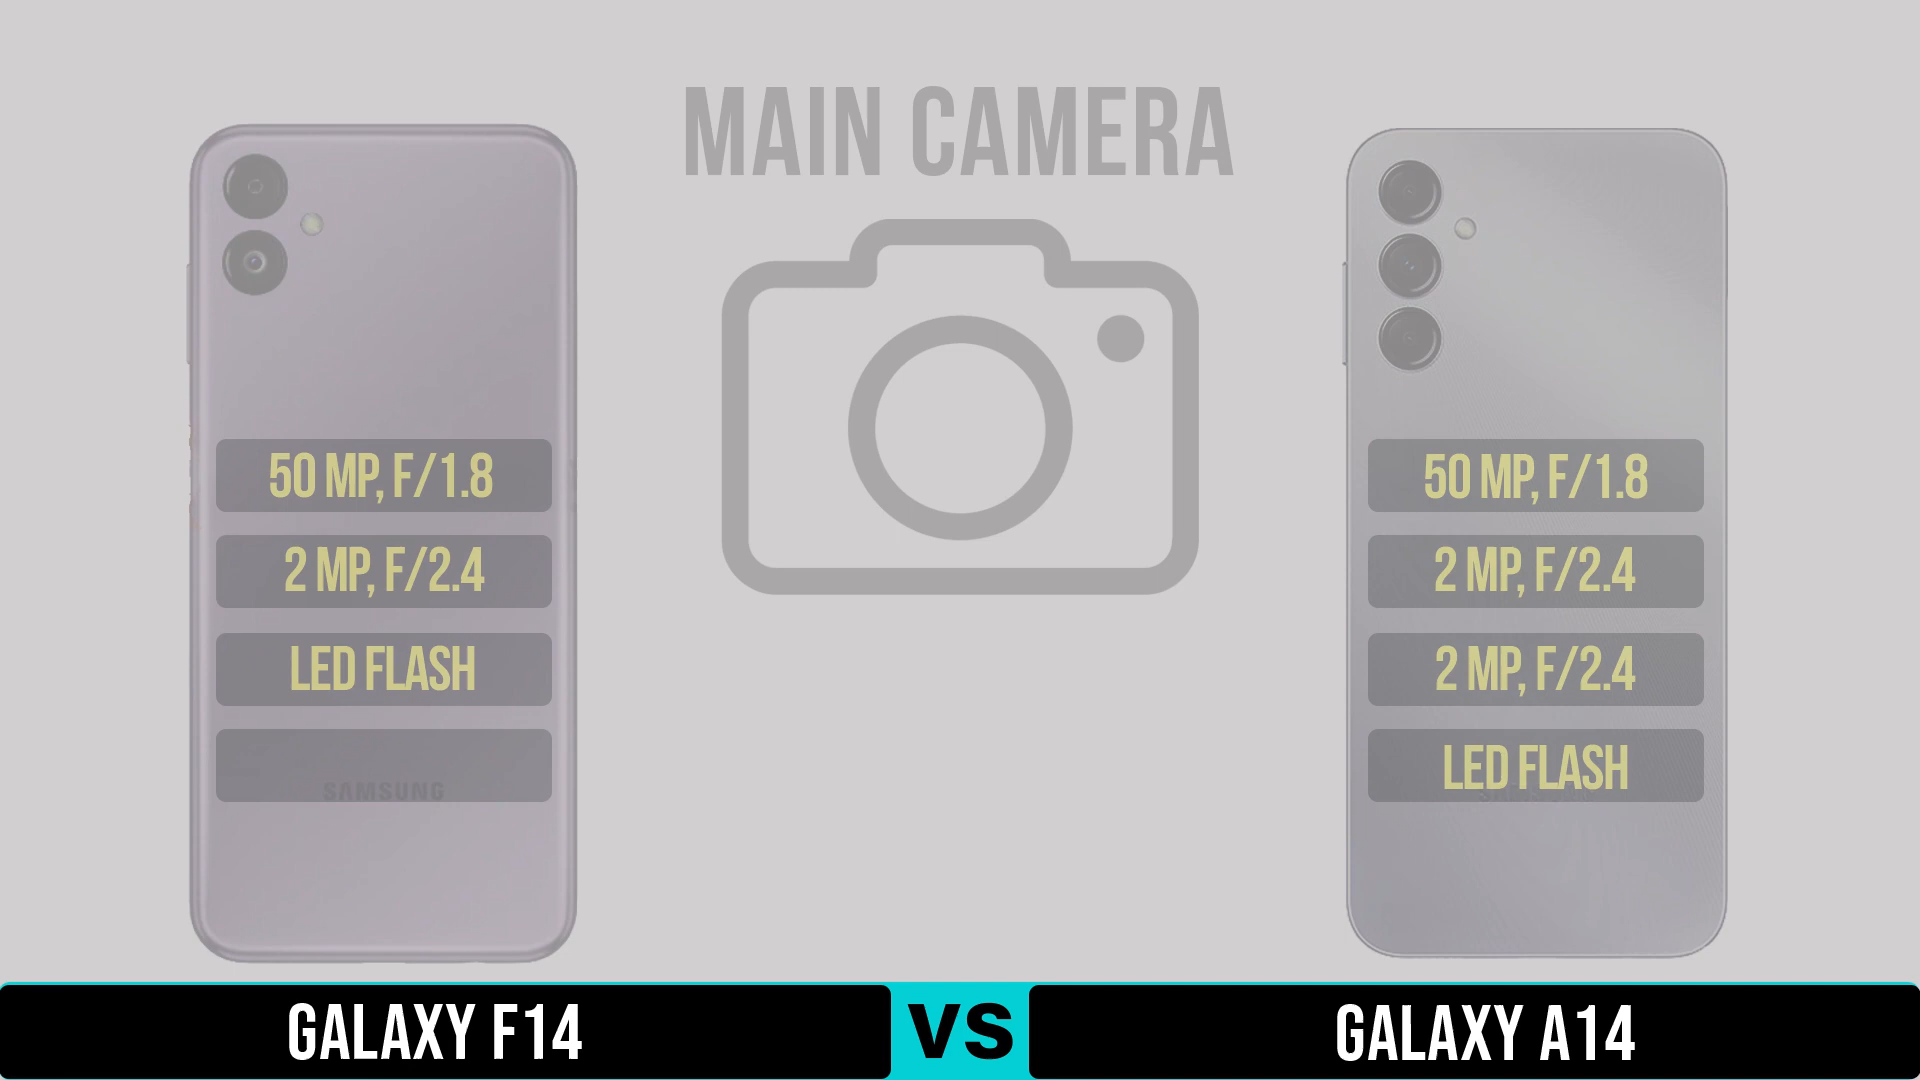 MAIN CAMERA
50 MP, F/1.8
2 MP, F/2.4
LED FLASH
SAMSUNG
50 MP, F/1.8
2 MP, F/2.4
2 MP, F/2.4
LED FLASH
GALAXY F14
VS
GALAXY A14